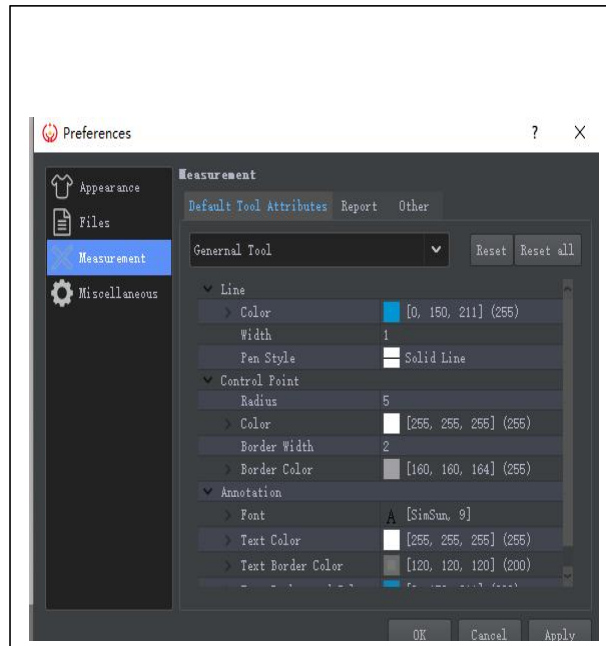 Preferences ? X
Measurement
Appearance
Files
Measurement
Miscellaneous
Default Tool Attributes Report Other
Genernal Tool Reset Reset all
Line
Color [0, 150, 211] (255)
Width 1
Pen Style Solid Line
Control Point
Radius 5
Color [255, 255, 255] (255)
Border Width 2
Border Color [160, 160, 164] (255)
Annotation
Font A [SimSun, 9]
Text Color [255, 255, 255] (255)
Text Border Color [120, 120, 120] (200)
OK Cancel Apply